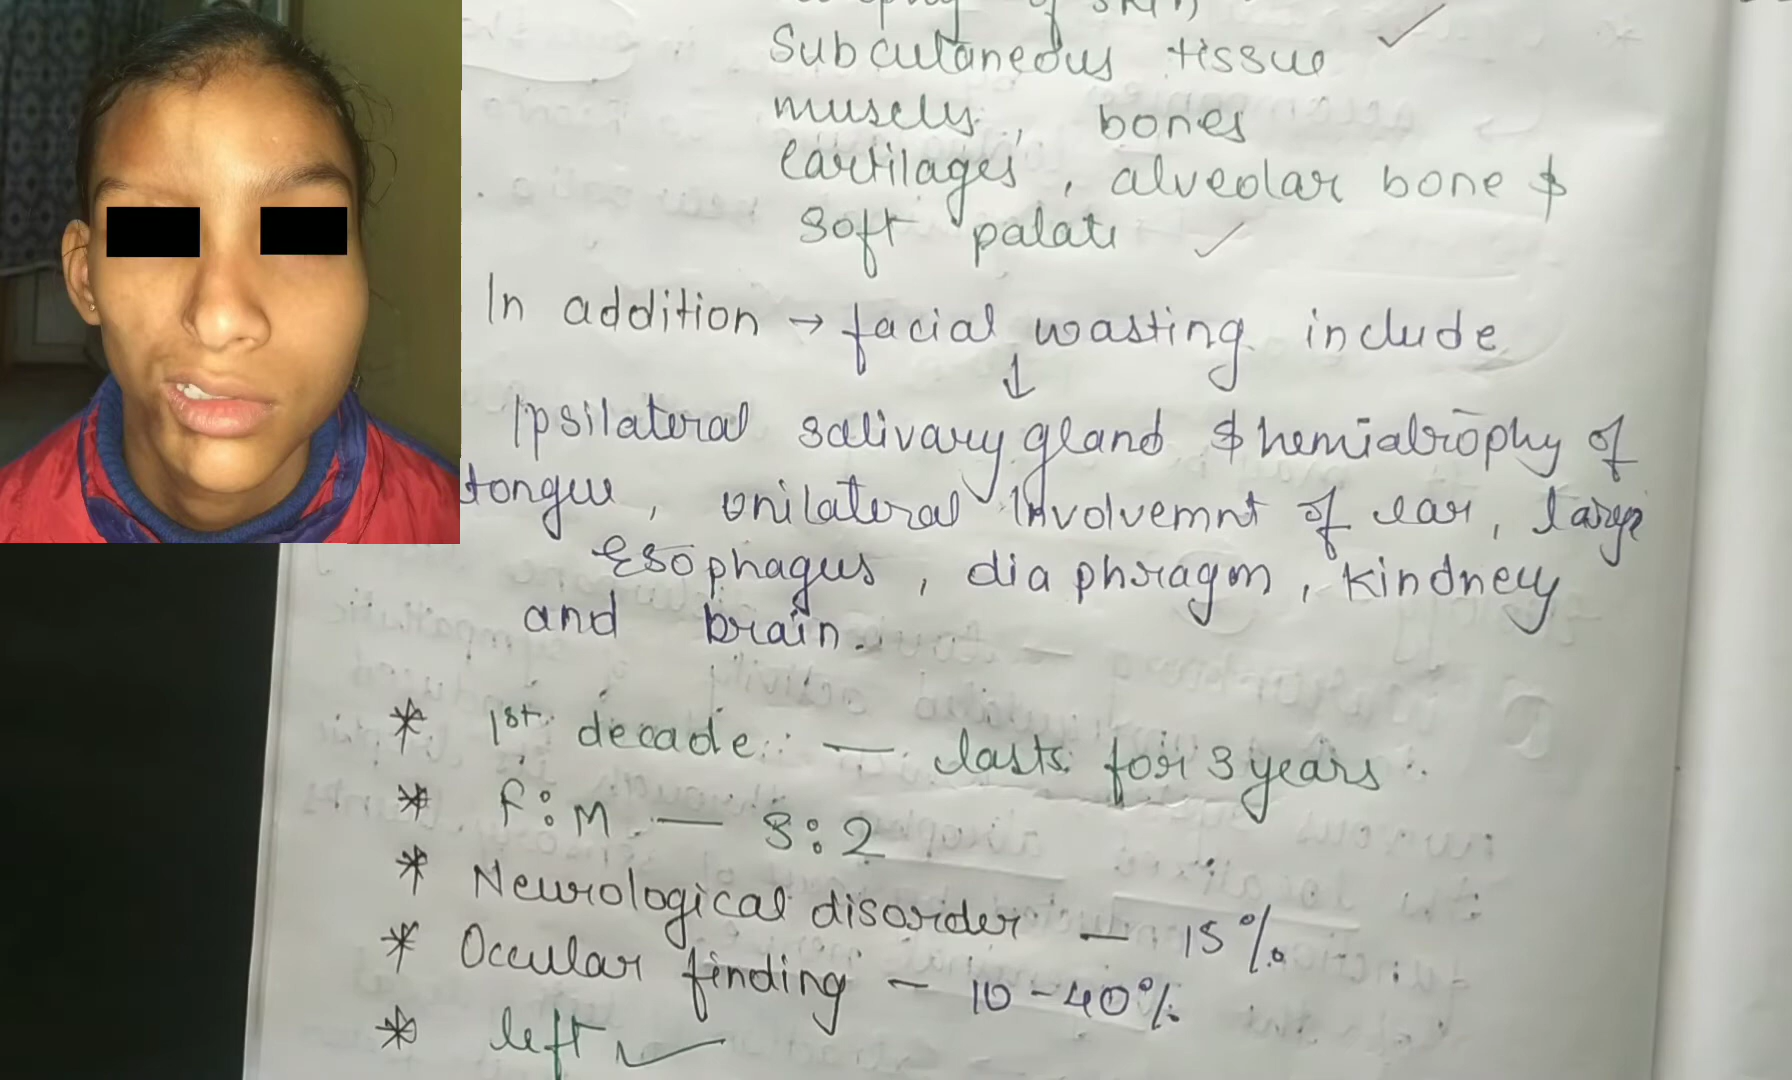 of skin
Subcutaneous tissue
muscles, bones
cartilages, alveolar bone &
soft palate
In addition → facial wasting include
↓
Ipsilateral salivary gland & hemiatrophy of
tongue, unilateral involvemnt of ear, large
Esophagus, diaphragm, kindney
and brain.
* 1st decade — lasts for 3 years
* F:M — 3:2
* Neurological disorder — 15%
* Occular finding — 10-40%
* left ✓